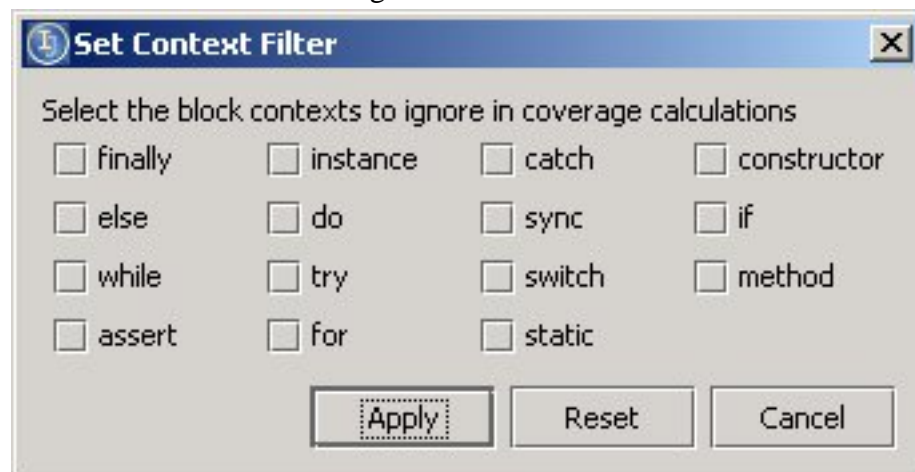 Set Context Filter
Select the block contexts to ignore in coverage calculations
finally instance catch constructor
else do sync if
while try switch method
assert for static
Apply Reset Cancel